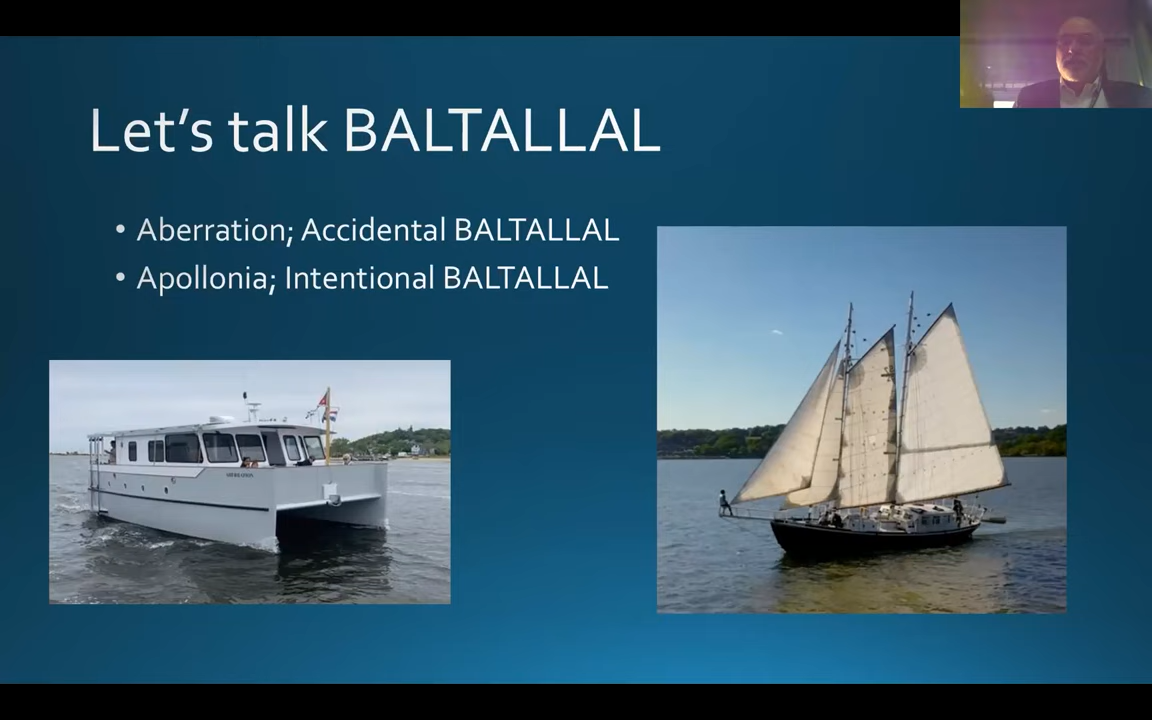 Let's talk BALTALLAL
• Aberration; Accidental BALTALLAL
• Apollonia; Intentional BALTALLAL